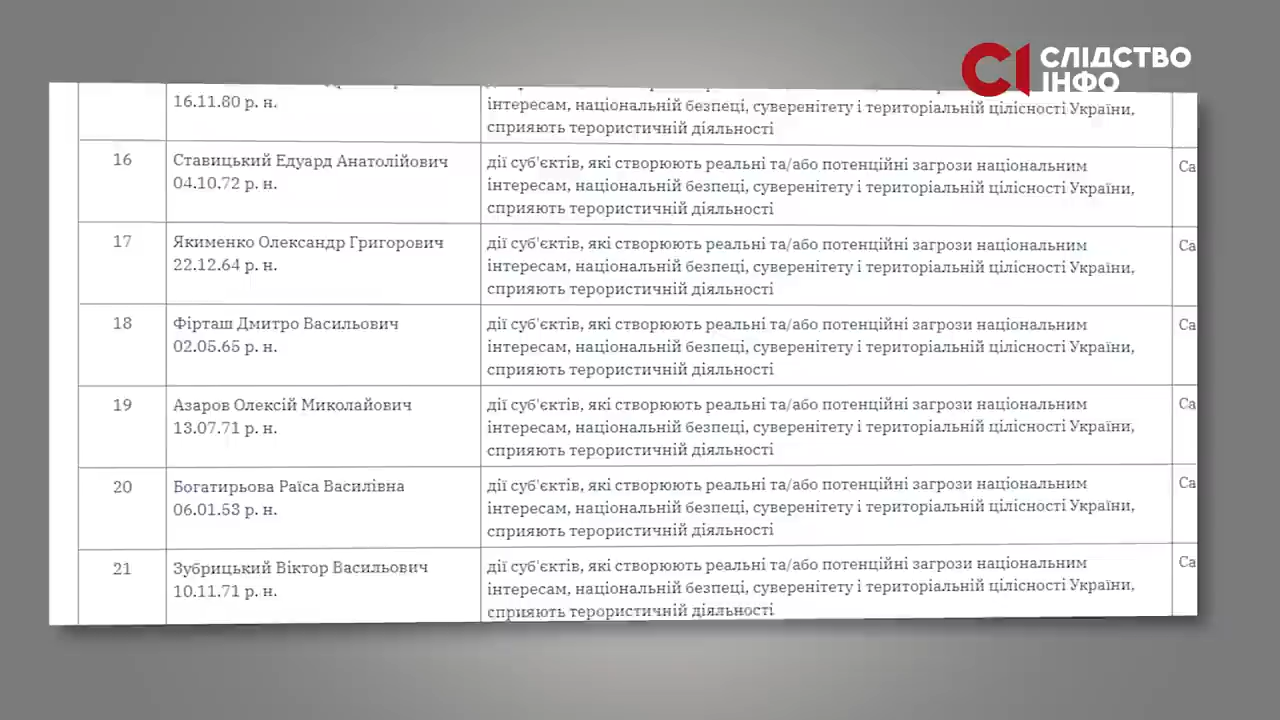 СІ СЛІДСТВО
ІНФО
16.11.80 р. н.
інтересам, національній безпеці, суверенітету і територіальній цілісності України,
сприяють терористичній діяльності
16
Ставицький Едуард Анатолійович
04.10.72 р. н.
дії суб'єктів, які створюють реальні та/або потенційні загрози національним
інтересам, національній безпеці, суверенітету і територіальній цілісності України,
сприяють терористичній діяльності
Са
17
Якименко Олександр Григорович
22.12.64 р. н.
дії суб'єктів, які створюють реальні та/або потенційні загрози національним
інтересам, національній безпеці, суверенітету і територіальній цілісності України,
сприяють терористичній діяльності
Са
18
Фірташ Дмитро Васильович
02.05.65 р. н.
дії суб'єктів, які створюють реальні та/або потенційні загрози національним
інтересам, національній безпеці, суверенітету і територіальній цілісності України,
сприяють терористичній діяльності
Са
19
Азаров Олексій Миколайович
13.07.71 р. н.
дії суб'єктів, які створюють реальні та/або потенційні загрози національним
інтересам, національній безпеці, суверенітету і територіальній цілісності України,
сприяють терористичній діяльності
Са
20
Богатирьова Раїса Василівна
06.01.53 р. н.
дії суб'єктів, які створюють реальні та/або потенційні загрози національним
інтересам, національній безпеці, суверенітету і територіальній цілісності України,
сприяють терористичній діяльності
Са
21
Зубрицький Віктор Васильович
10.11.71 р. н.
дії суб'єктів, які створюють реальні та/або потенційні загрози національним
інтересам, національній безпеці, суверенітету і територіальній цілісності України,
сприяють терористичній діяльності
Са